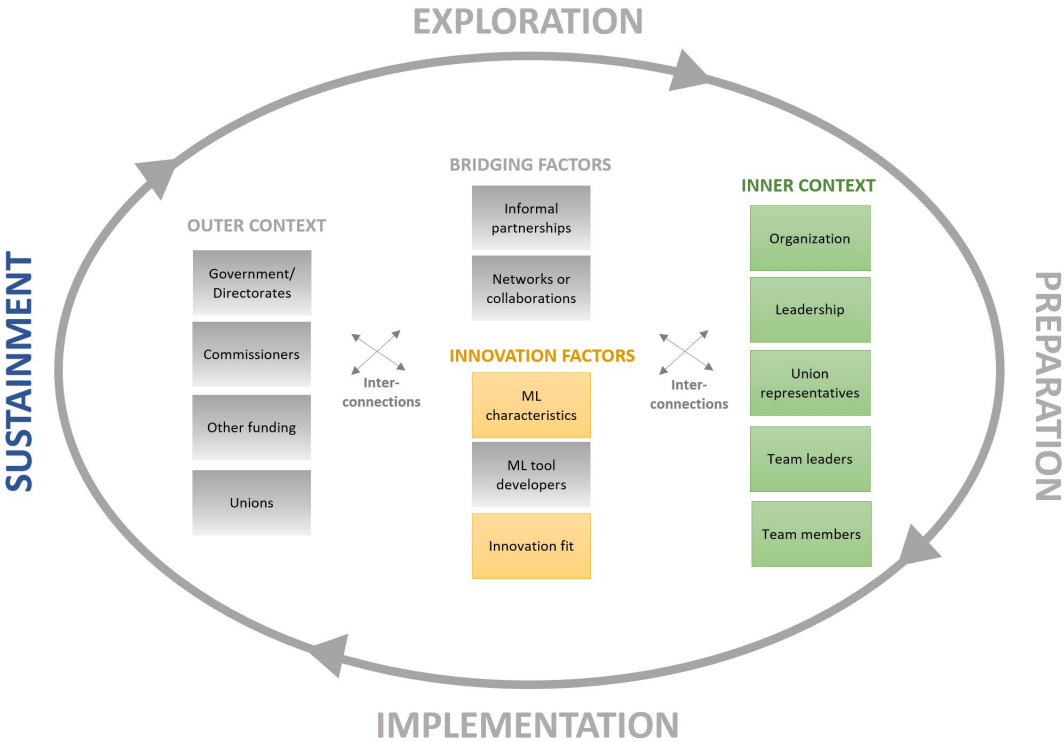 EXPLORATION
BRIDGING FACTORS
Informal
partnerships
Networks or
collaborations
INNER CONTEXT
Organization
Leadership
Union
representatives
Team leaders
Team members
OUTER CONTEXT
Government/
Directorates
Commissioners
Other funding
Unions
Inter-
connections
INNOVATION FACTORS
ML
characteristics
ML tool
developers
Innovation fit
Inter-
connections
SUSTAINMENT
PREPARATION
IMPLEMENTATION